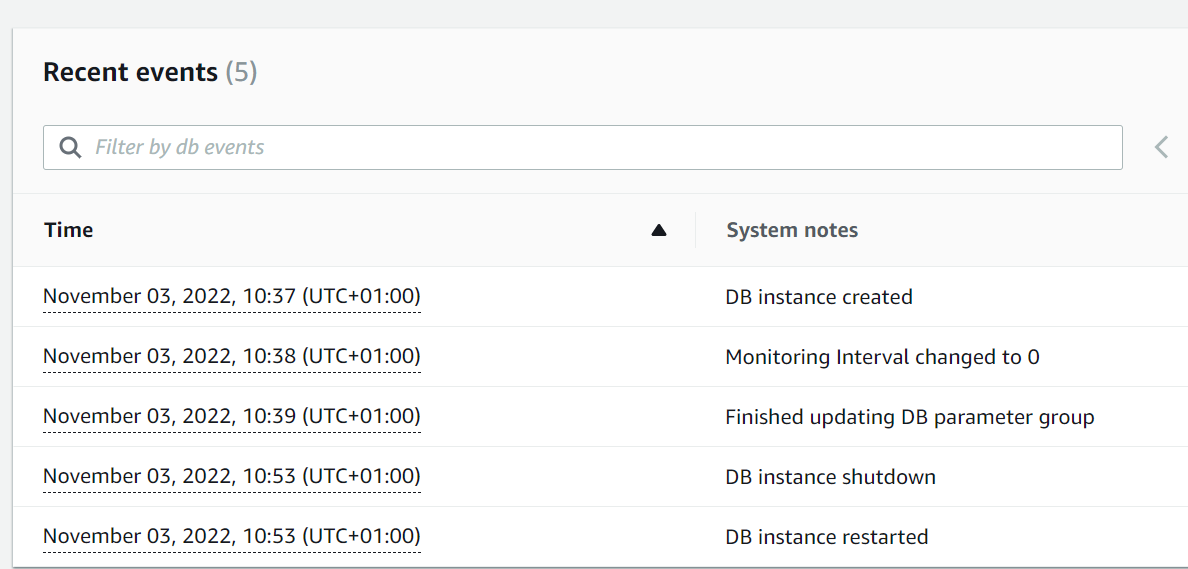 Recent events (5)
Filter by db events
Time System notes
November 03, 2022, 10:37 (UTC+01:00) DB instance created
November 03, 2022, 10:38 (UTC+01:00) Monitoring Interval changed to 0
November 03, 2022, 10:39 (UTC+01:00) Finished updating DB parameter group
November 03, 2022, 10:53 (UTC+01:00) DB instance shutdown
November 03, 2022, 10:53 (UTC+01:00) DB instance restarted